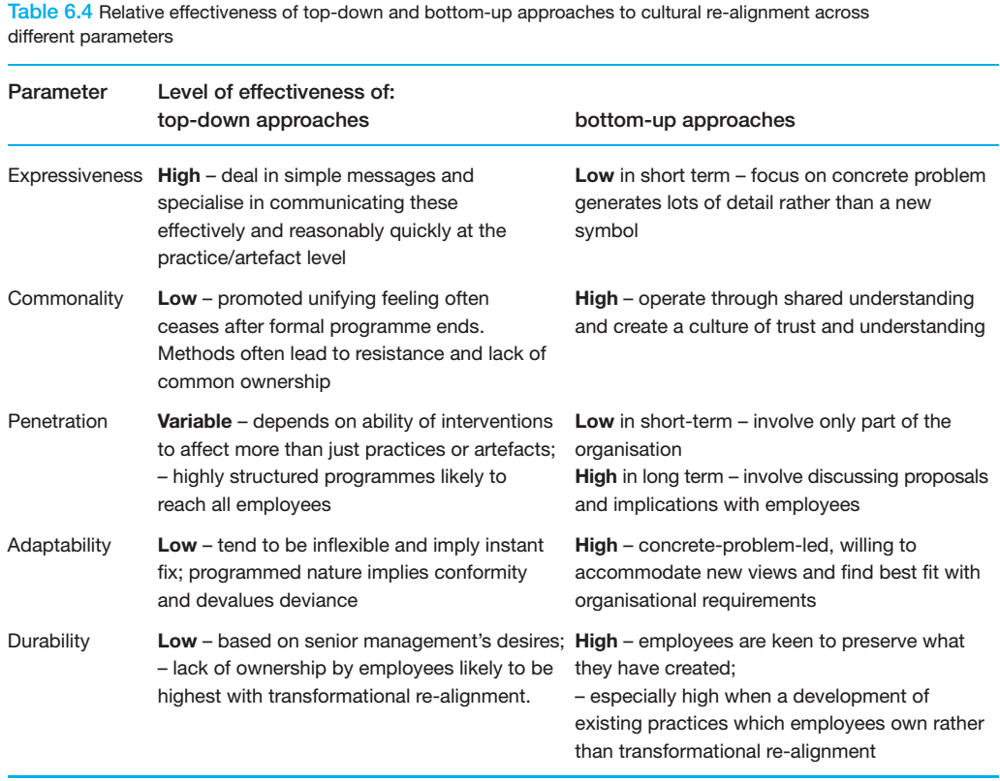 Table 6.4 Relative effectiveness of top-down and bottom-up approaches to cultural re-alignment across
different parameters
Parameter
Level of effectiveness of:
top-down approaches
bottom-up approaches
Expressiveness
High – deal in simple messages and
specialise in communicating these
effectively and reasonably quickly at the
practice/artefact level
Low in short term – focus on concrete problem
generates lots of detail rather than a new
symbol
Commonality
Low – promoted unifying feeling often
ceases after formal programme ends.
Methods often lead to resistance and lack of
common ownership
High – operate through shared understanding
and create a culture of trust and understanding
Penetration
Variable – depends on ability of interventions
to affect more than just practices or artefacts;
– highly structured programmes likely to
reach all employees
Low in short-term – involve only part of the
organisation
High in long term – involve discussing proposals
and implications with employees
Adaptability
Low – tend to be inflexible and imply instant
fix; programmed nature implies conformity
and devalues deviance
High – concrete-problem-led, willing to
accommodate new views and find best fit with
organisational requirements
Durability
Low – based on senior management's desires;
– lack of ownership by employees likely to be
highest with transformational re-alignment.
High – employees are keen to preserve what
they have created;
– especially high when a development of
existing practices which employees own rather
than transformational re-alignment